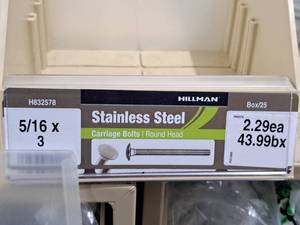 HILLMAN
H832578
Stainless Steel
Box/25
5/16 x
3
Carriage Bolts | Round Head
2.29ea
43.99bx